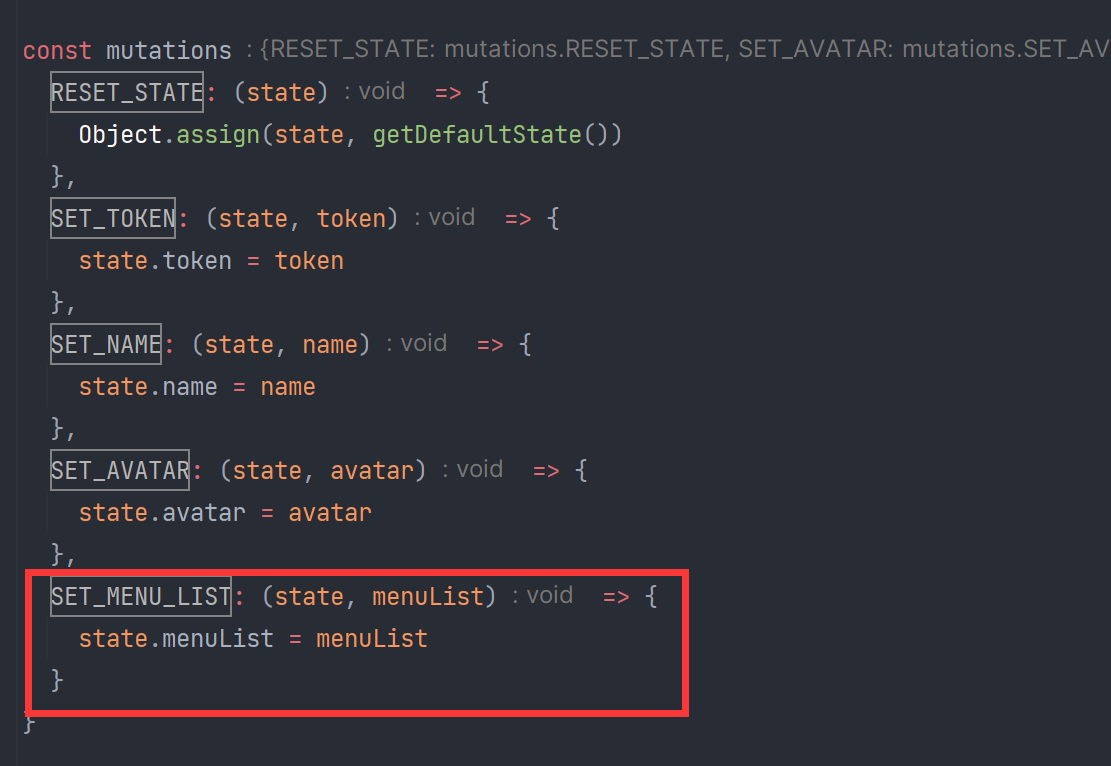 const mutations : {RESET_STATE: mutations.RESET_STATE, SET_AVATAR: mutations.SET_AV
RESET_STATE: (state) : void => {
Object.assign(state, getDefaultState())
},
SET_TOKEN: (state, token) : void => {
state.token = token
},
SET_NAME: (state, name) : void => {
state.name = name
},
SET_AVATAR: (state, avatar) : void => {
state.avatar = avatar
},
SET_MENU_LIST: (state, menuList) : void => {
state.menuList = menuList
}
}